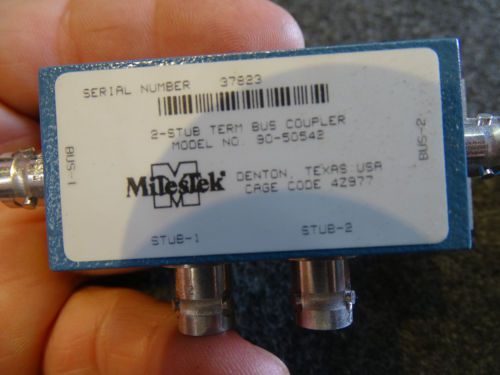 SERIAL NUMBER 37823
2-STUB TERM BUS COUPLER
MODEL NO. 90-50542
BUS-1
BUS-2
M
MilesTek
DENTON, TEXAS USA
CAGE CODE 4Z977
STUB-1
STUB-2